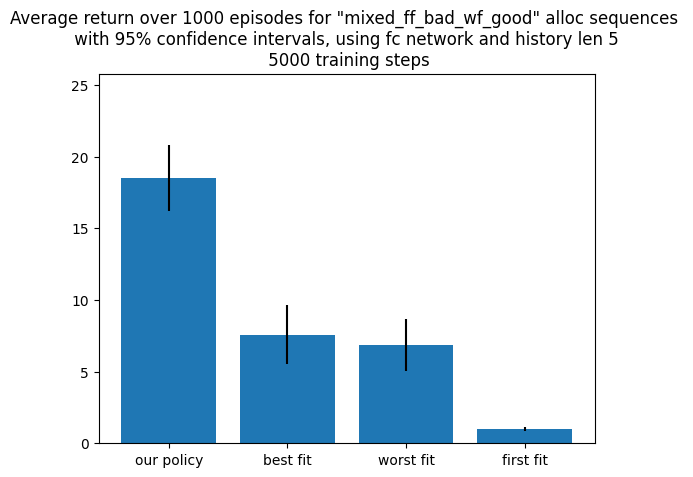 Average return over 1000 episodes for "mixed_ff_bad_wf_good" alloc sequences
with 95% confidence intervals, using fc network and history len 5
5000 training steps
25
20
15
10
5
0
our policy
best fit
worst fit
first fit